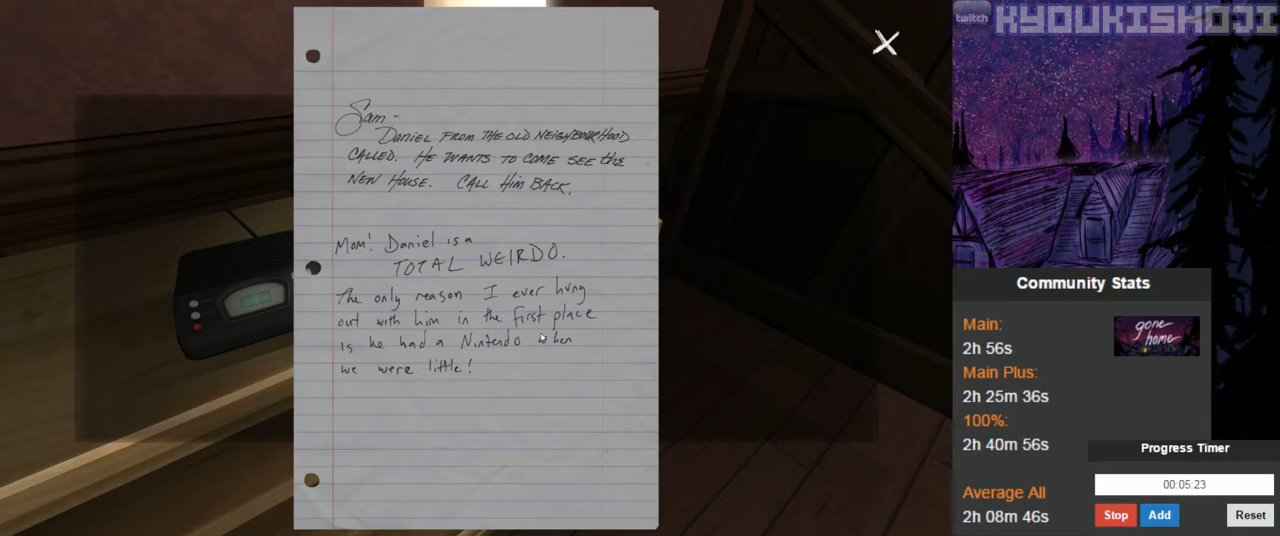 Sam-
DANIEL FROM THE OLD NEIGHBOURHOOD
CALLED. HE WANTS TO COME SEE the
NEW HOUSE. CALL HIM BACK.
Mom! Daniel is a
TOTAL WEIRDO.
The only reason I ever hung
out with him in the first place
is he had a Nintendo when
we were little!
twitch
KYOUKISHOJI
Community Stats
Main:
2h 56s
gone
home
Main Plus:
2h 25m 36s
100%:
2h 40m 56s
Progress Timer
00:05:23
Average All
2h 08m 46s
Stop
Add
Reset